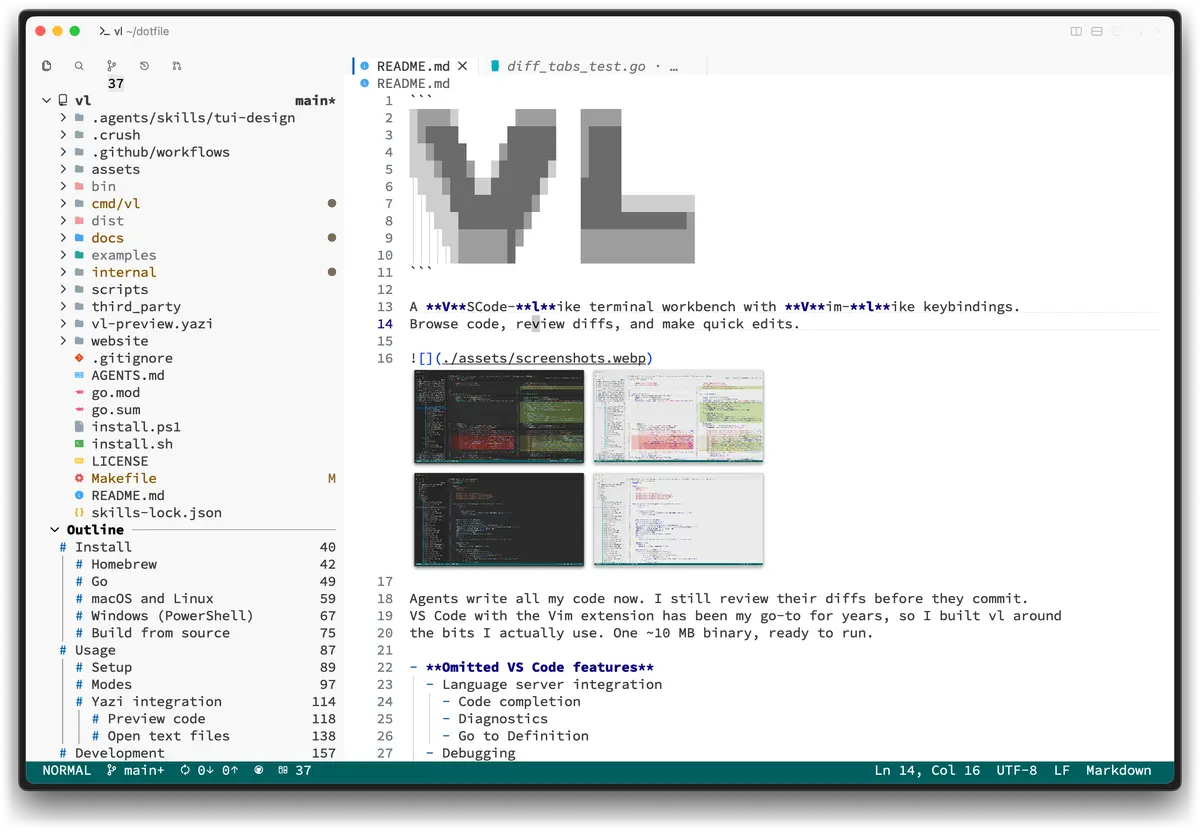 vl ~/dotfile
37
vl main*
.agents/skills/tui-design
.crush
.github/workflows
assets
bin
cmd/vl
dist
docs
examples
internal
scripts
third_party
vl-preview.yazi
website
.gitignore
AGENTS.md
go.mod
go.sum
install.ps1
install.sh
LICENSE
Makefile M
README.md
skills-lock.json
Outline
# Install 40
# Homebrew 42
# Go 49
# macOS and Linux 59
# Windows (PowerShell) 67
# Build from source 75
# Usage 87
# Setup 89
# Modes 97
# Yazi integration 114
# Preview code 118
# Open text files 138
# Development 157
README.md × diff_tabs_test.go · …
README.md
1 ```
2
3
4
5
6
7
8
9
10
VL
11 ```
12
13 A **V**SCode-**l**ike terminal workbench with **V**im-**l**ike keybindings.
14 Browse code, review diffs, and make quick edits.
15
16 ![](./assets/screenshots.webp)
17
18 Agents write all my code now. I still review their diffs before they commit.
19 VS Code with the Vim extension has been my go-to for years, so I built vl around
20 the bits I actually use. One ~10 MB binary, ready to run.
21
22 - **Omitted VS Code features**
23 - Language server integration
24 - Code completion
25 - Diagnostics
26 - Go to Definition
27 - Debugging
NORMAL main+ 0↓ 0↑ 37 Ln 14, Col 16 UTF-8 LF Markdown